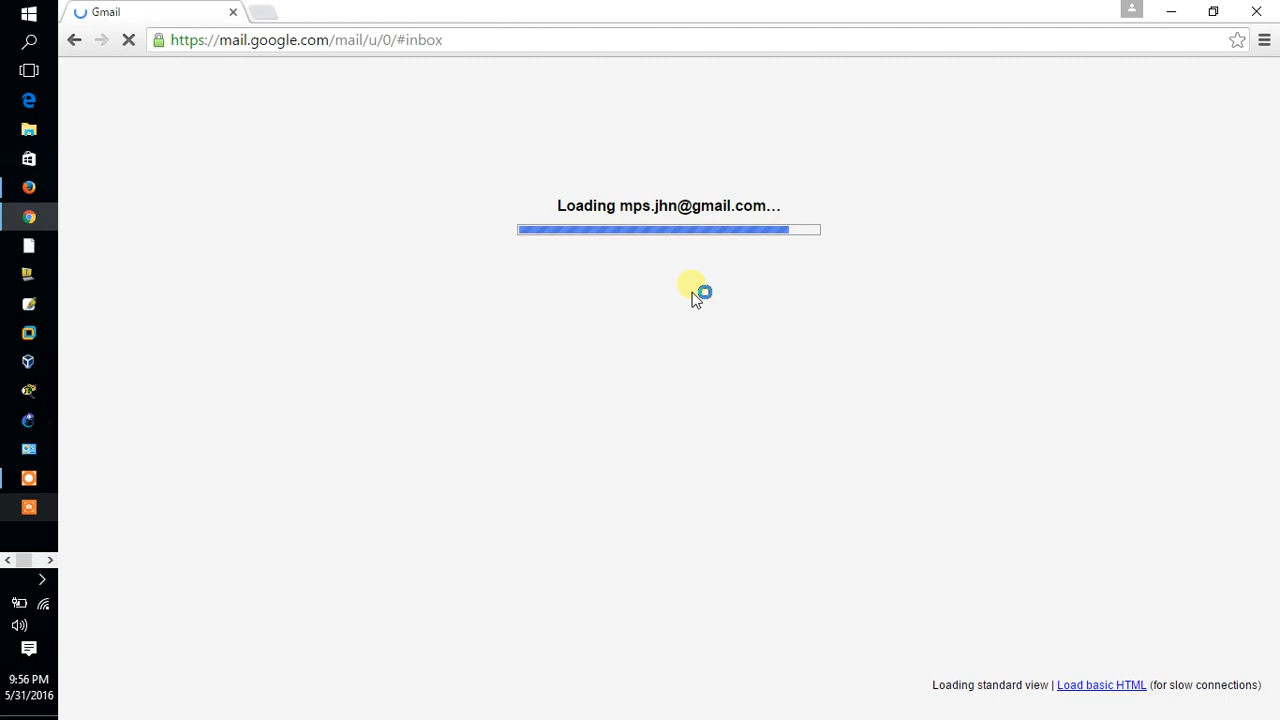 Gmail
https://mail.google.com/mail/u/0/#inbox
Loading mps.jhn@gmail.com…
Loading standard view | Load basic HTML (for slow connections)
9:56 PM
5/31/2016